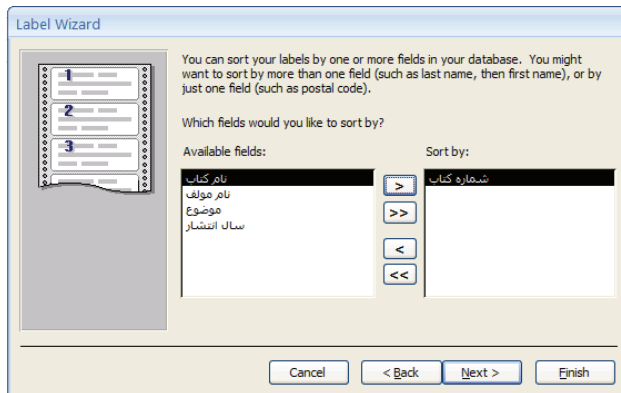 Label Wizard
You can sort your labels by one or more fields in your database. You might
want to sort by more than one field (such as last name, then first name), or by
just one field (such as postal code).
Which fields would you like to sort by?
Available fields:
Sort by:
نام کتاب
نام مولف
موضوع
سال انتشار
>
>>
<
<<
شماره کتاب
1
2
3
Cancel
< Back
Next >
Finish